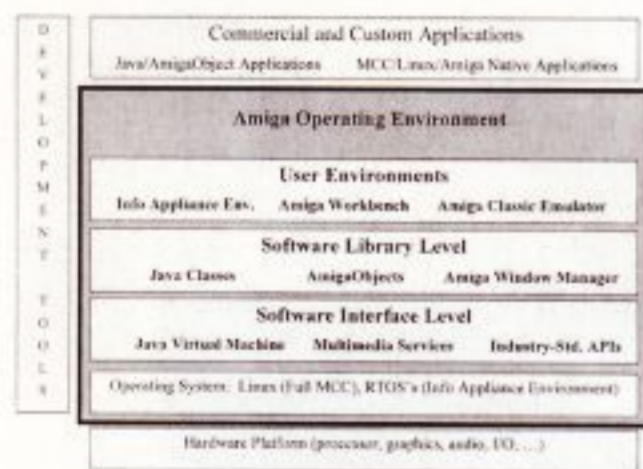 DEVELOPMENT TOOLS
Commercial and Custom Applications
Java/AmigaObject Applications MCC/Linux/Amiga Native Applications
Amiga Operating Environment
User Environments
Info Appliance Env. Amiga Workbench Amiga Classic Emulator
Software Library Level
Java Classes AmigaObjects Amiga Window Manager
Software Interface Level
Java Virtual Machine Multimedia Services Industry-Std. APIs
Operating System: Linux (Full MCC), RTOS's (Info Appliance Environment)
Hardware Platform (processor, graphics, audio, I/O, ...)